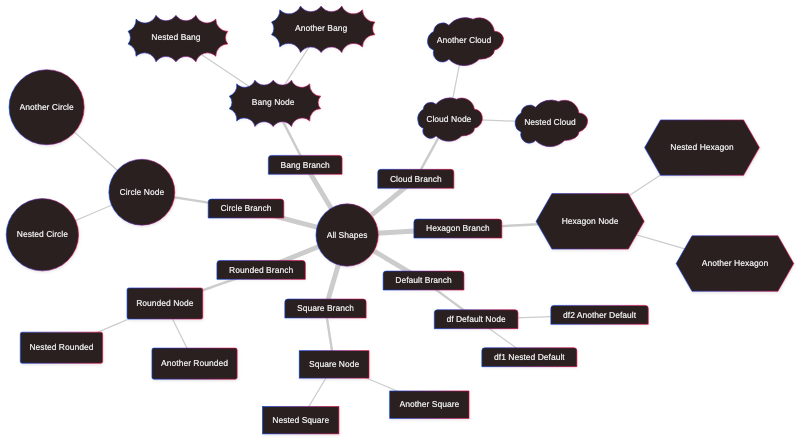 Nested Bang
Another Bang
Another Cloud
Bang Node
Another Circle
Cloud Node
Nested Cloud
Nested Hexagon
Bang Branch
Cloud Branch
Circle Node
Circle Branch
Hexagon Node
Hexagon Branch
Nested Circle
All Shapes
Another Hexagon
Rounded Branch
Default Branch
Rounded Node
Square Branch
df Default Node
df2 Another Default
Nested Rounded
Another Rounded
Square Node
df1 Nested Default
Another Square
Nested Square